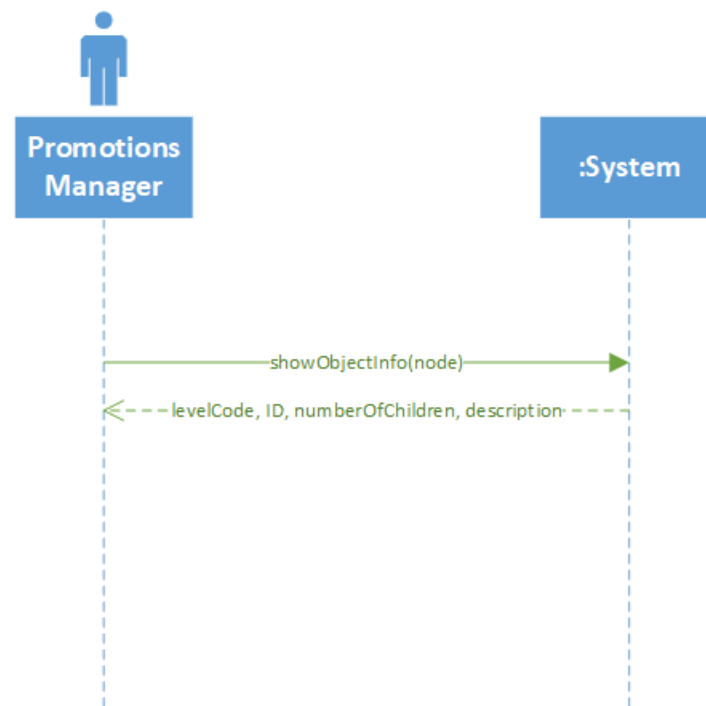 Promotions
Manager
:System
showObjectInfo(node)
levelCode, ID, numberOfChildren, description